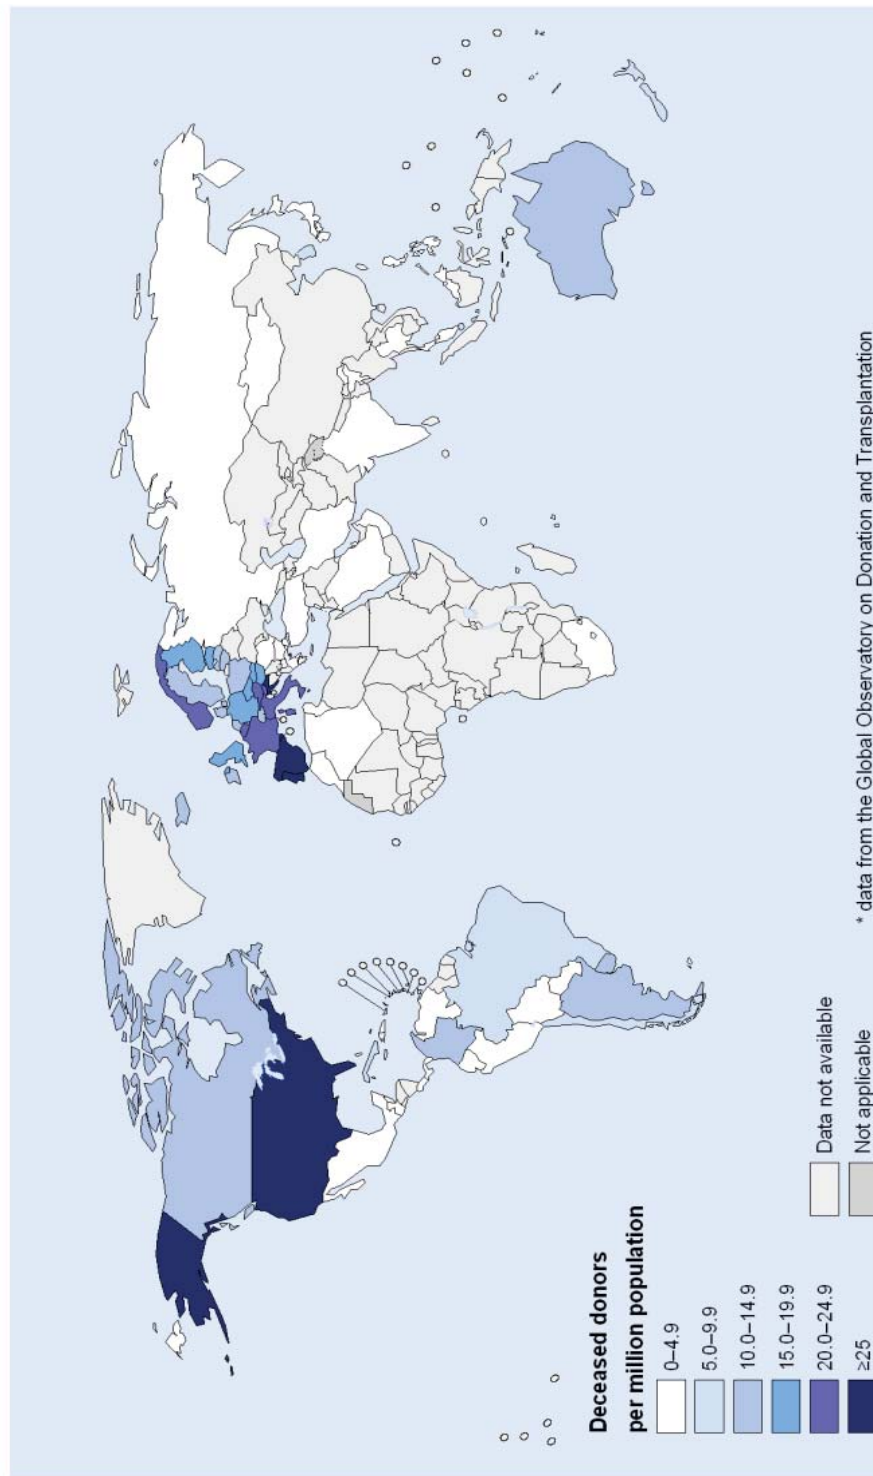 Deceased donors
per million population
0–4.9
5.0–9.9
10.0–14.9
15.0–19.9
20.0–24.9
≥25
Data not available
Not applicable
* data from the Global Observatory on Donation and Transplantation